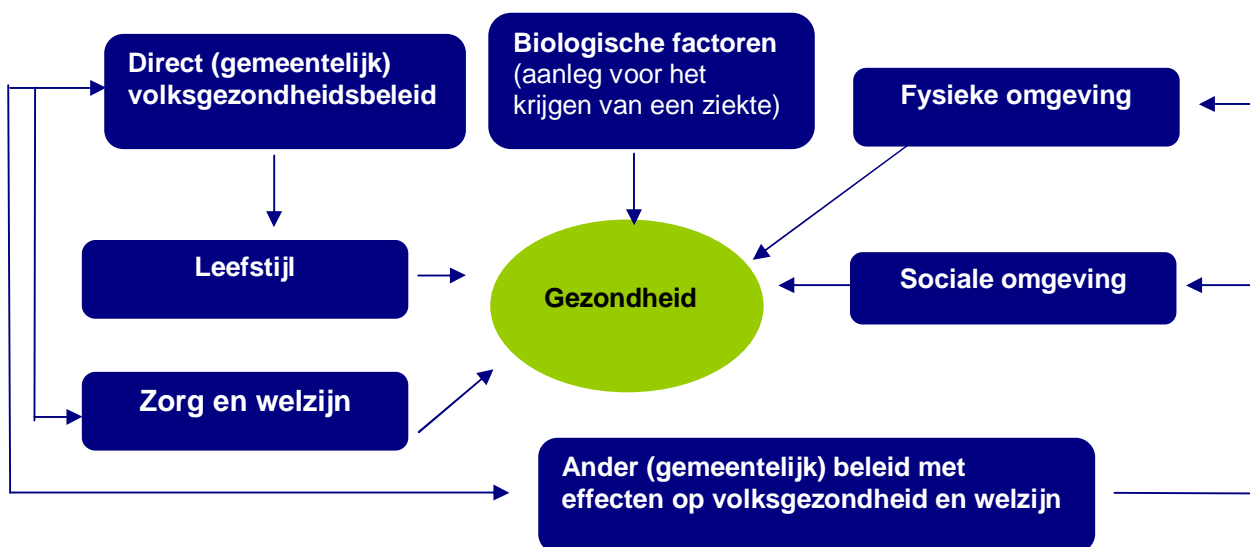 Direct (gemeentelijk)
volksgezondheidsbeleid
Biologische factoren
(aanleg voor het
krijgen van een ziekte)
Fysieke omgeving
Leefstijl
Gezondheid
Sociale omgeving
Zorg en welzijn
Ander (gemeentelijk) beleid met
effecten op volksgezondheid en welzijn